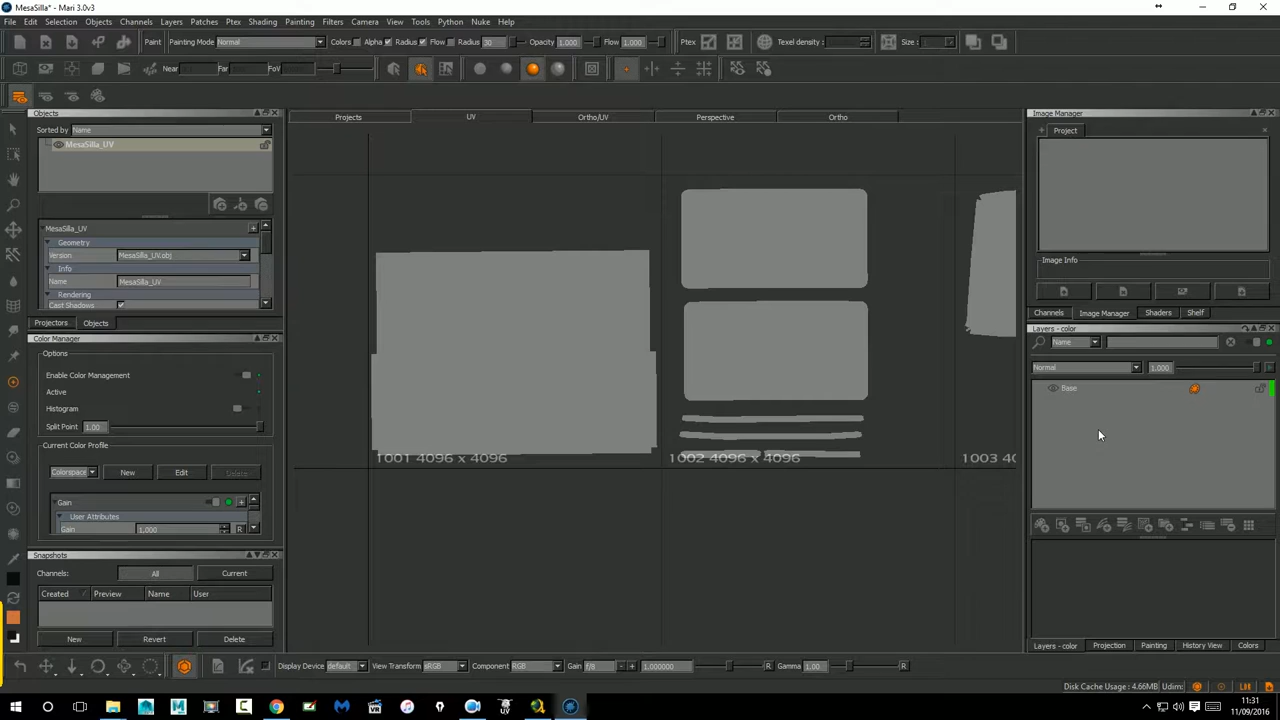 MesaSilla* - Mari 3.0v3
File Edit Selection Objects Channels Layers Patches Ptex Shading Painting Filters Camera View Tools Python Nuke Help
Paint Painting Mode Normal Colors Alpha Radius Flow Radius 30 Opacity 1.000 Flow 1.000 Ptex Texel density: Size:
Near Far FoV
Objects
Sorted by Name
MesaSilla_UV
MesaSilla_UV
Geometry
Version MesaSilla_UV.obj
Info
Name MesaSilla_UV
Rendering
Cast Shadows
Projectors Objects
Color Manager
Options
Enable Color Management
Active
Histogram
Split Point 1.00
Current Color Profile
Colorspace New Edit Delete
Gain
User Attributes
Gain 1,000 R
Snapshots
Channels: All Current
Created Preview Name User
New Revert Delete
Projects UV Ortho/UV Perspective Ortho
1001 4096 x 4096 1002 4096 x 4096 1003 4096
Image Manager
Project
Image Info
Channels Image Manager Shaders Shelf
Layers - color
Name
Normal 1.000
Base
Layers - color Projection Painting History View Colors
Display Device default View Transform sRGB Component RGB Gain f/8 1.000000 R Gamma 1.00 R
Disk Cache Usage : 4.66MB Udim:
11:31
11/09/2016